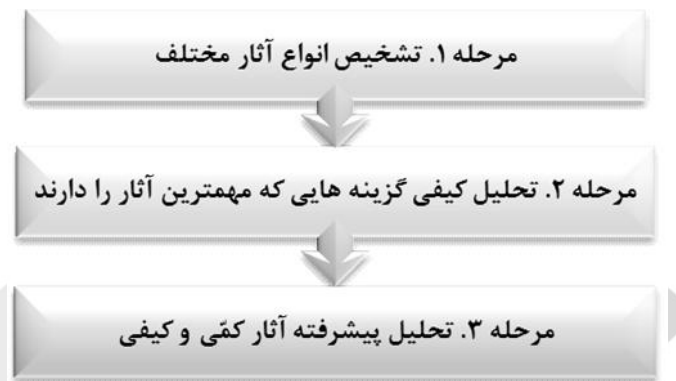 مرحله ۱. تشخیص انواع آثار مختلف
مرحله ۲. تحلیل کیفی گزینه هایی که مهمترین آثار را دارند
مرحله ۳. تحلیل پیشرفته آثار کمّی و کیفی